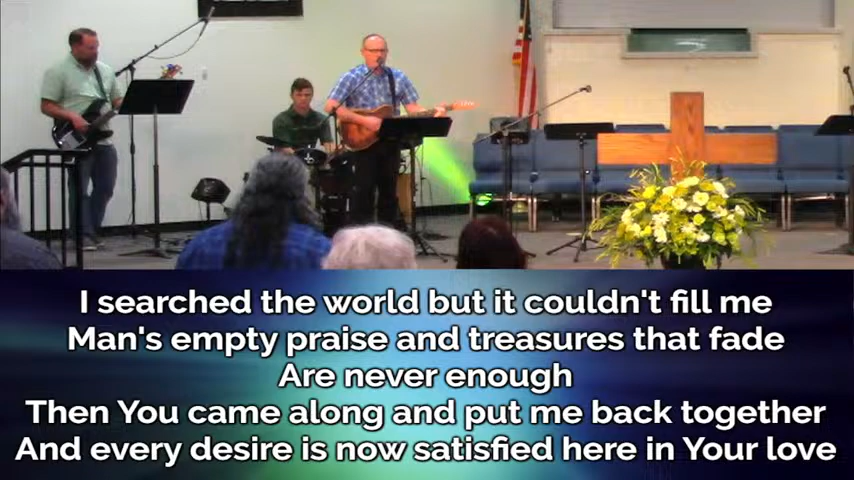 I searched the world but it couldn't fill me
Man's empty praise and treasures that fade
Are never enough
Then You came along and put me back together
And every desire is now satisfied here in Your love